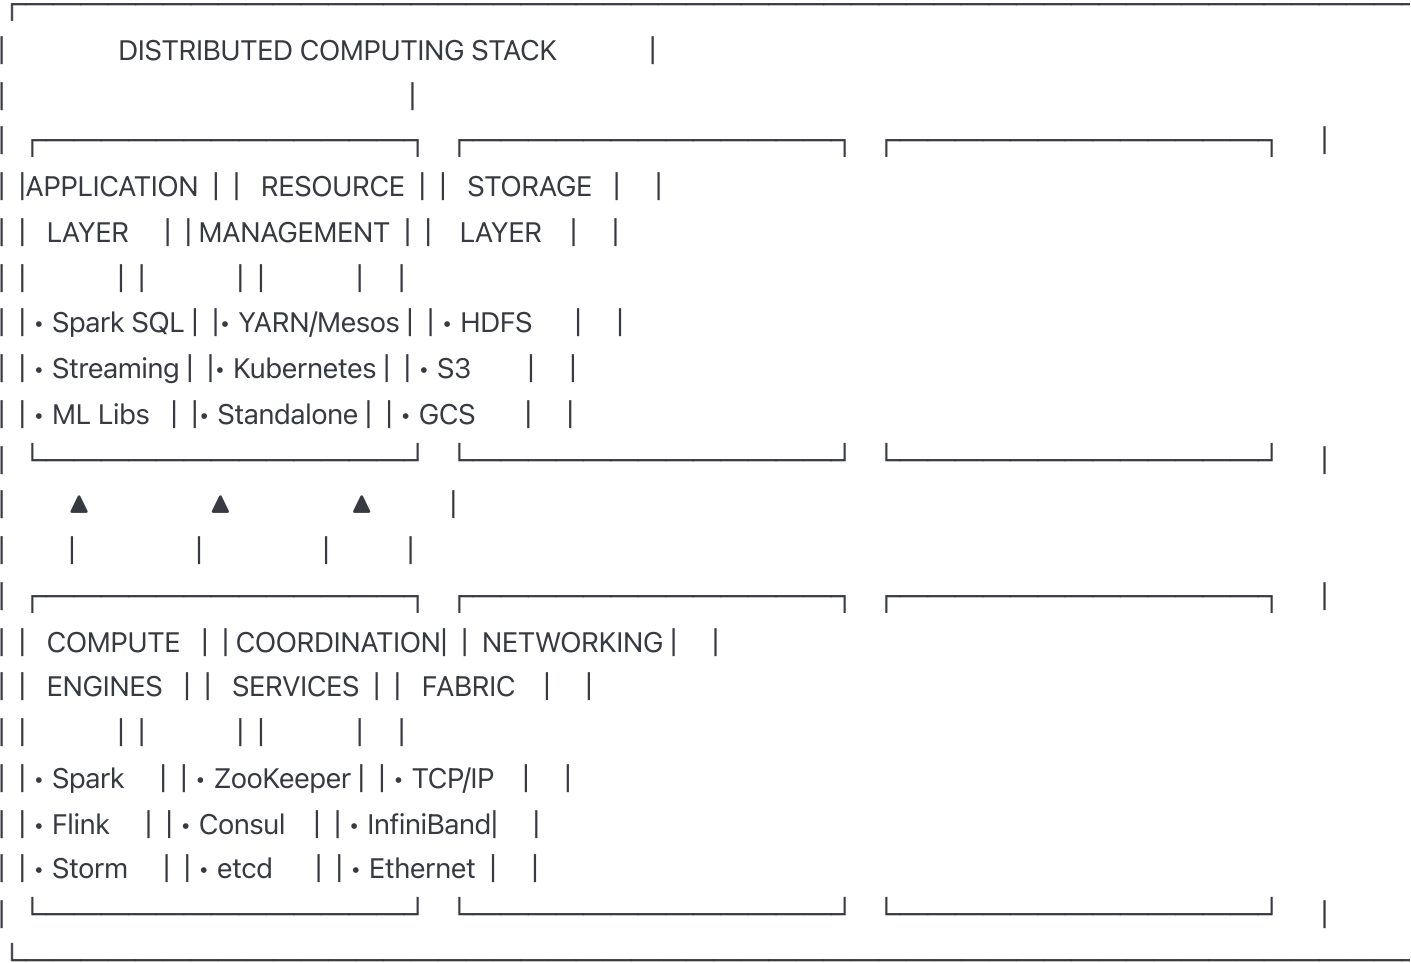 DISTRIBUTED COMPUTING STACK
APPLICATION | | RESOURCE | | STORAGE
LAYER | | MANAGEMENT | | LAYER
• Spark SQL | | • YARN/Mesos | | • HDFS
• Streaming | | • Kubernetes | | • S3
• ML Libs | | • Standalone | | • GCS
▲ ▲ ▲
COMPUTE | | COORDINATION | | NETWORKING
ENGINES | | SERVICES | | FABRIC
• Spark | | • ZooKeeper | | • TCP/IP
• Flink | | • Consul | | • InfiniBand
• Storm | | • etcd | | • Ethernet